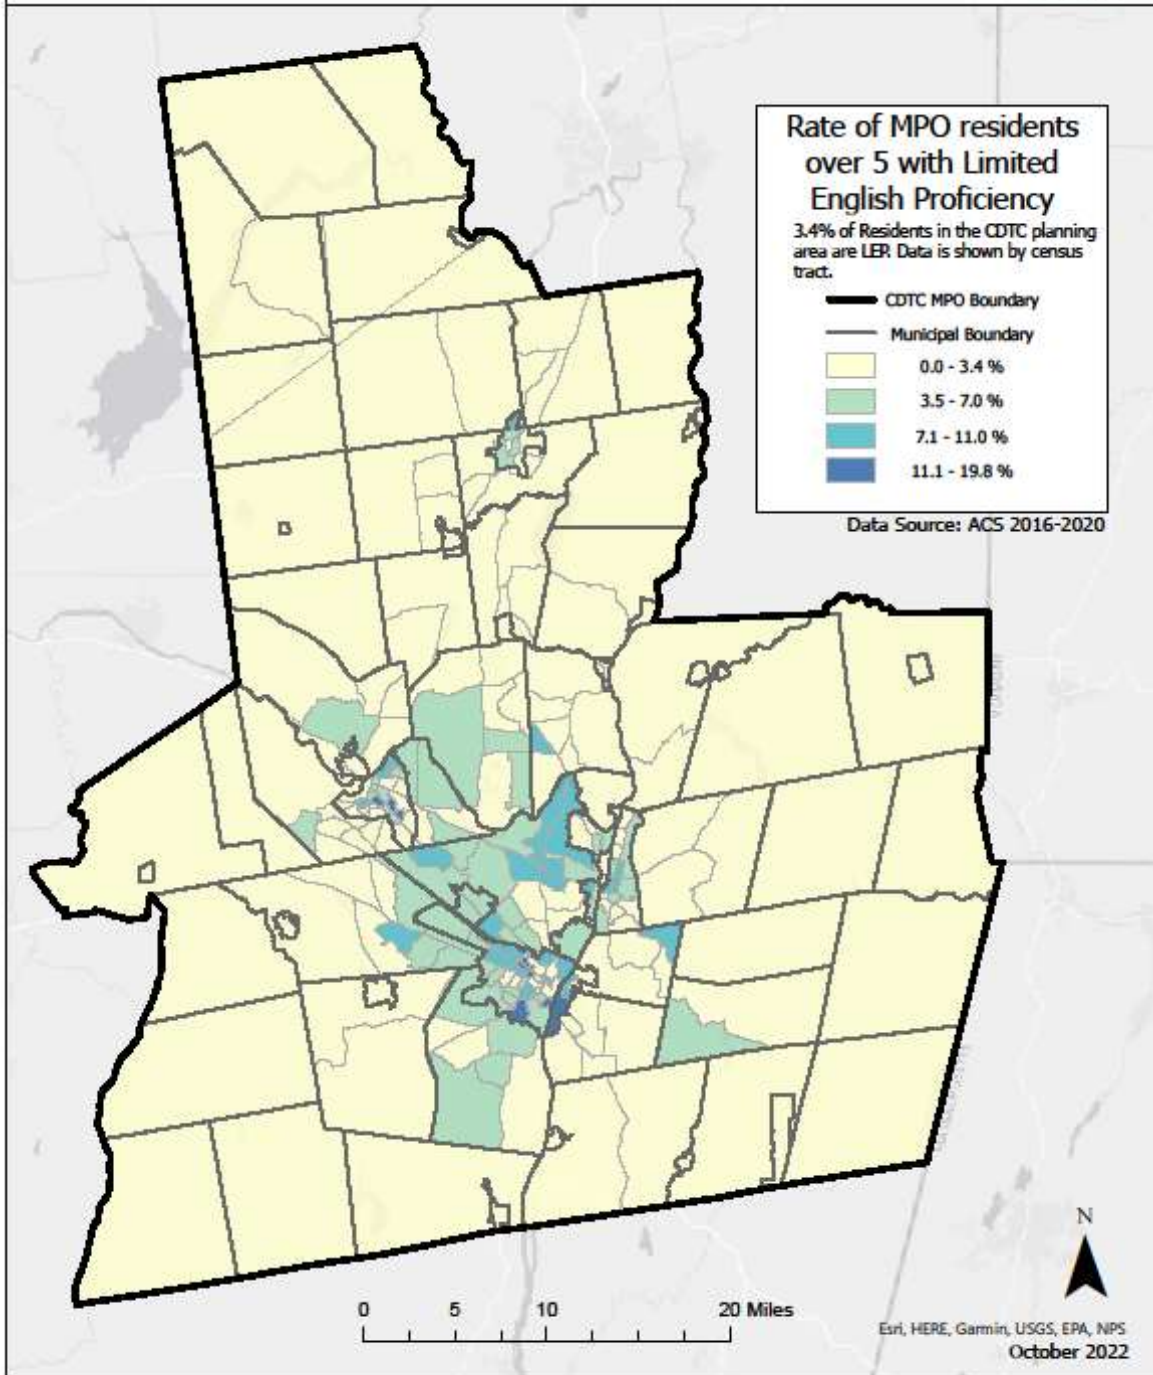 Rate of MPO residents
over 5 with Limited
English Proficiency
3.4% of Residents in the CDTC planning
area are LEP. Data is shown by census
tract.
CDTC MPO Boundary
Municipal Boundary
0.0 - 3.4 %
3.5 - 7.0 %
7.1 - 11.0 %
11.1 - 19.8 %
Data Source: ACS 2016-2020
N
0 5 10 20 Miles
Esri, HERE, Garmin, USGS, EPA, NPS
October 2022